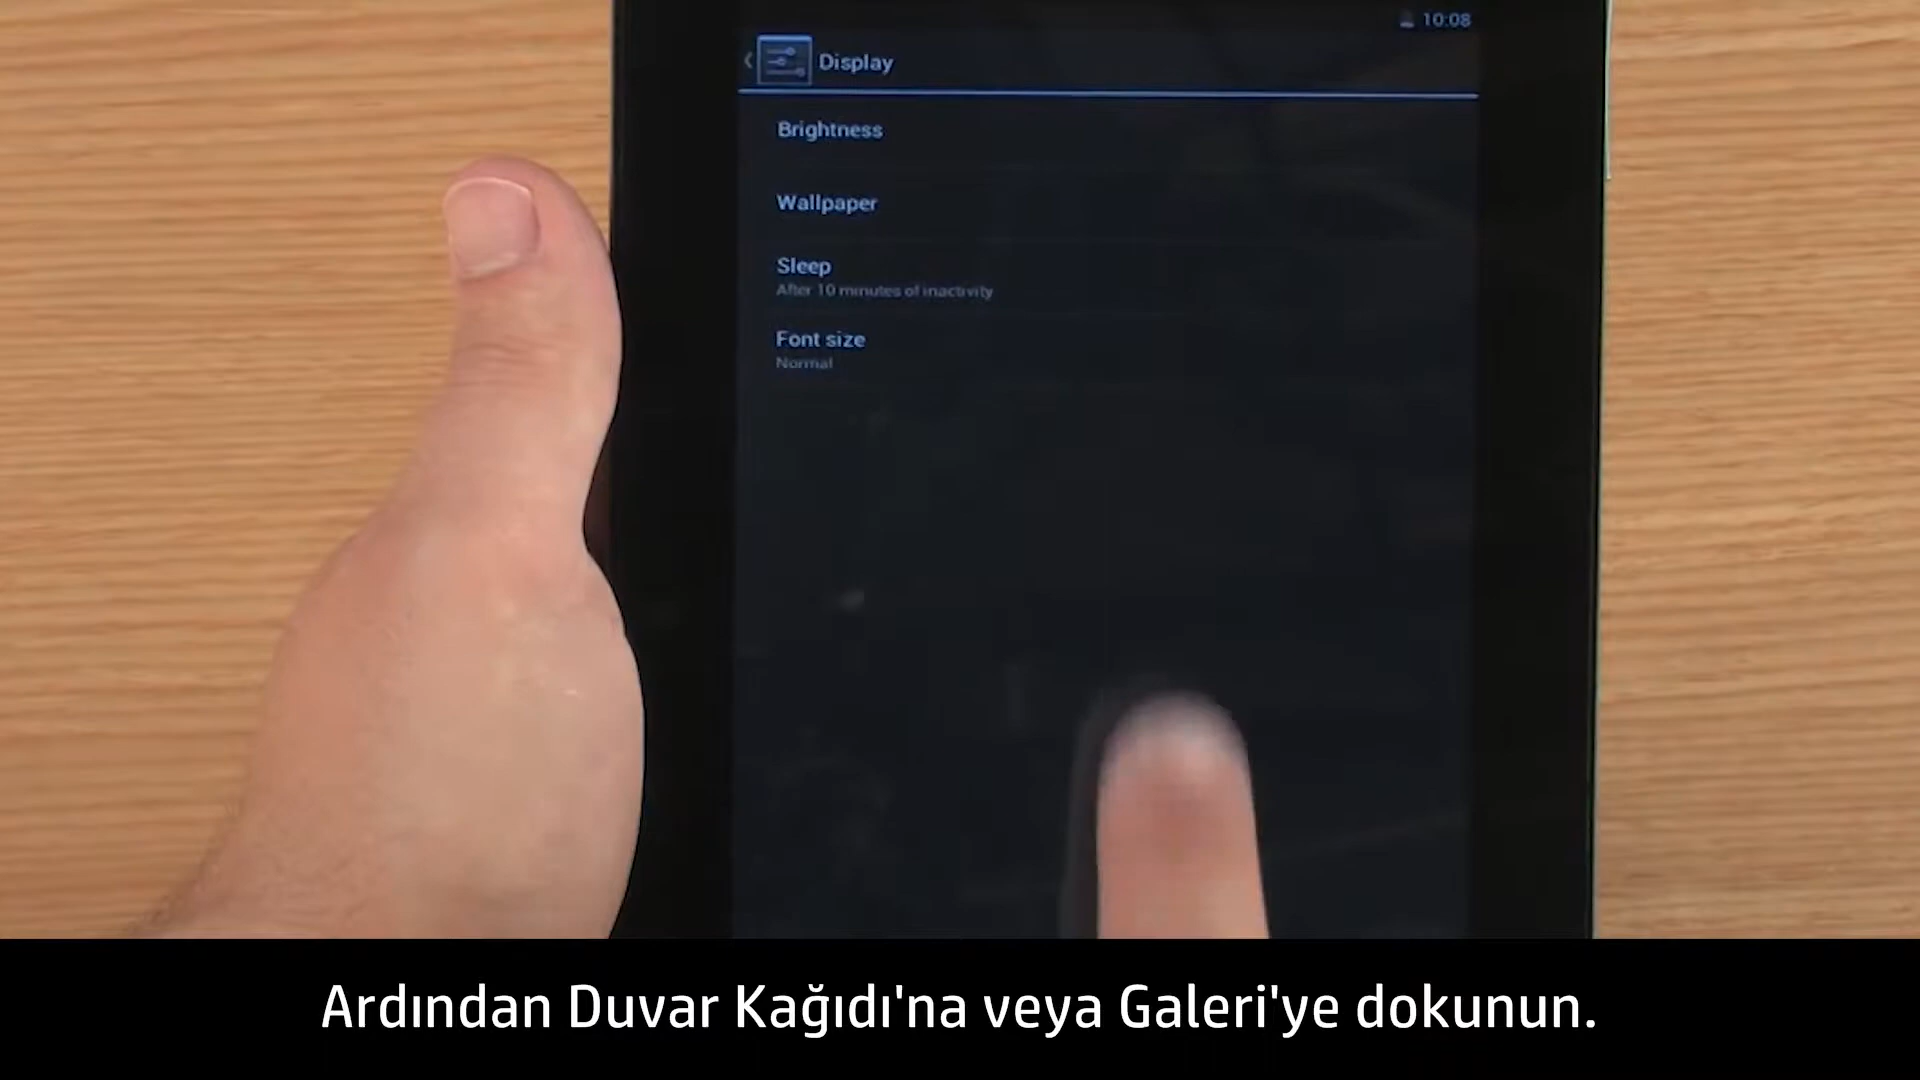 10:08
Display
Brightness
Wallpaper
Sleep
After 10 minutes of inactivity
Font size
Normal
Ardından Duvar Kağıdı'na veya Galeri'ye dokunun.